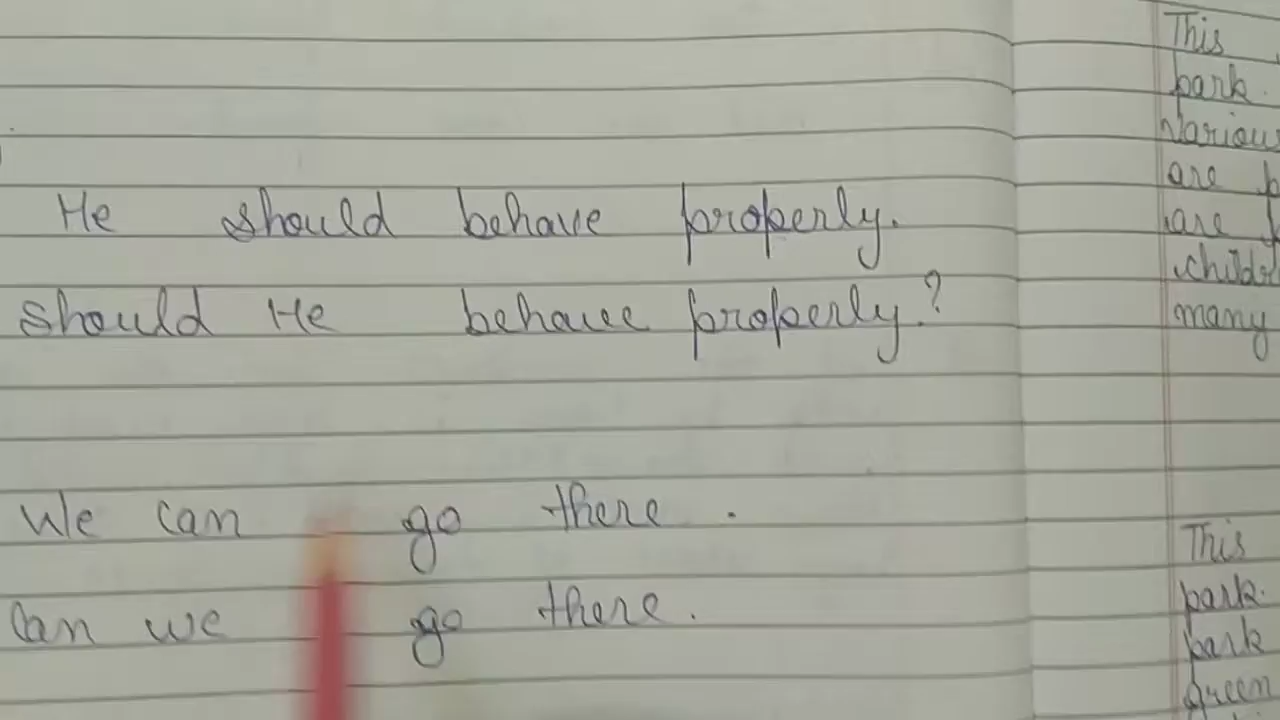 He should behave properly.
should He behave properly?
We can go there.
Can we go there.
This
park.
Various
are
are
many
This
park.
park
green